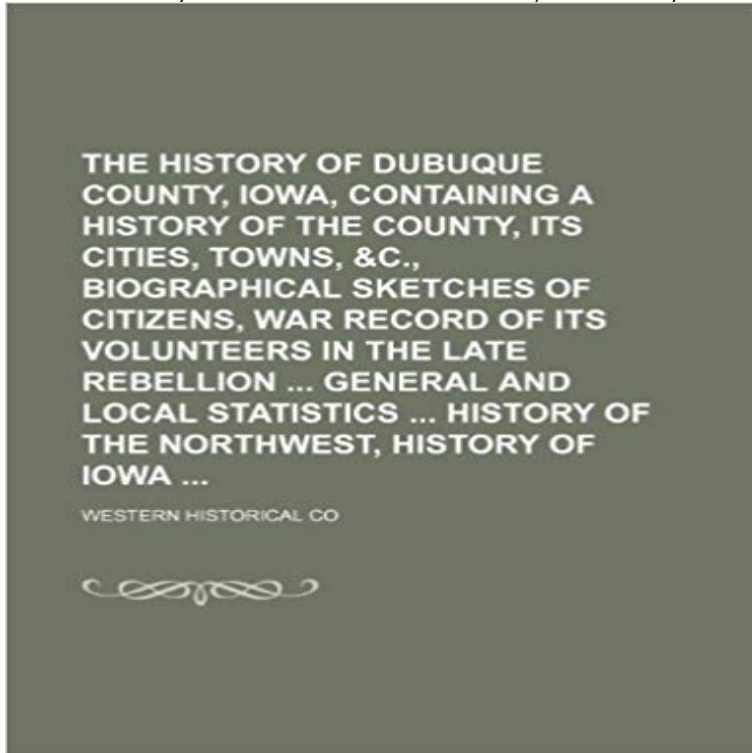 THE HISTORY OF DUBUQUE
COUNTY, IOWA, CONTAINING A
HISTORY OF THE COUNTY, ITS
CITIES, TOWNS, &C.,
BIOGRAPHICAL SKETCHES OF
CITIZENS, WAR RECORD OF ITS
VOLUNTEERS IN THE LATE
REBELLION ... GENERAL AND
LOCAL STATISTICS ... HISTORY OF
THE NORTHWEST, HISTORY OF
IOWA ...
WESTERN HISTORICAL CO